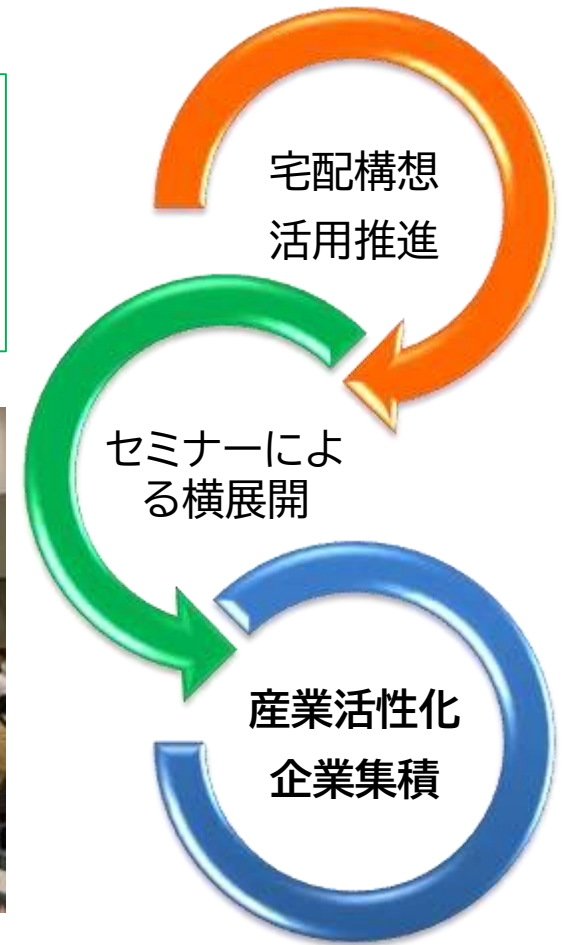 宅配構想
活用推進
セミナーによ
る横展開
産業活性化
企業集積